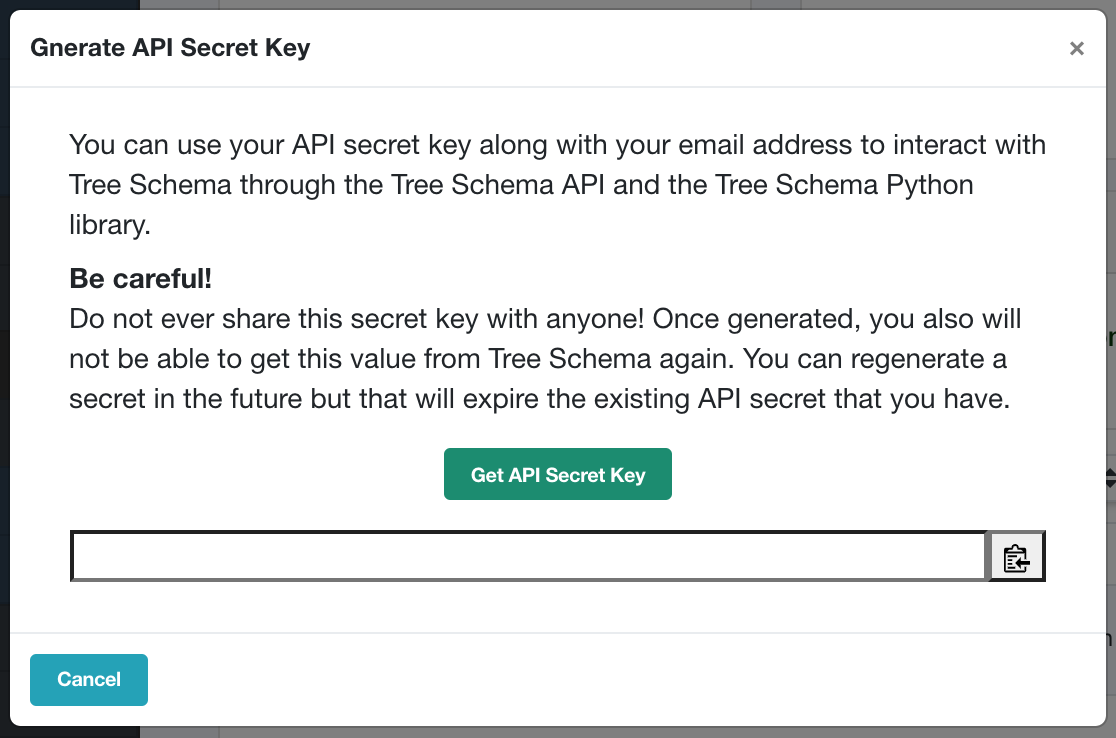 Gnerate API Secret Key
×
You can use your API secret key along with your email address to interact with
Tree Schema through the Tree Schema API and the Tree Schema Python
library.
Be careful!
Do not ever share this secret key with anyone! Once generated, you also will
not be able to get this value from Tree Schema again. You can regenerate a
secret in the future but that will expire the existing API secret that you have.
Get API Secret Key
Cancel